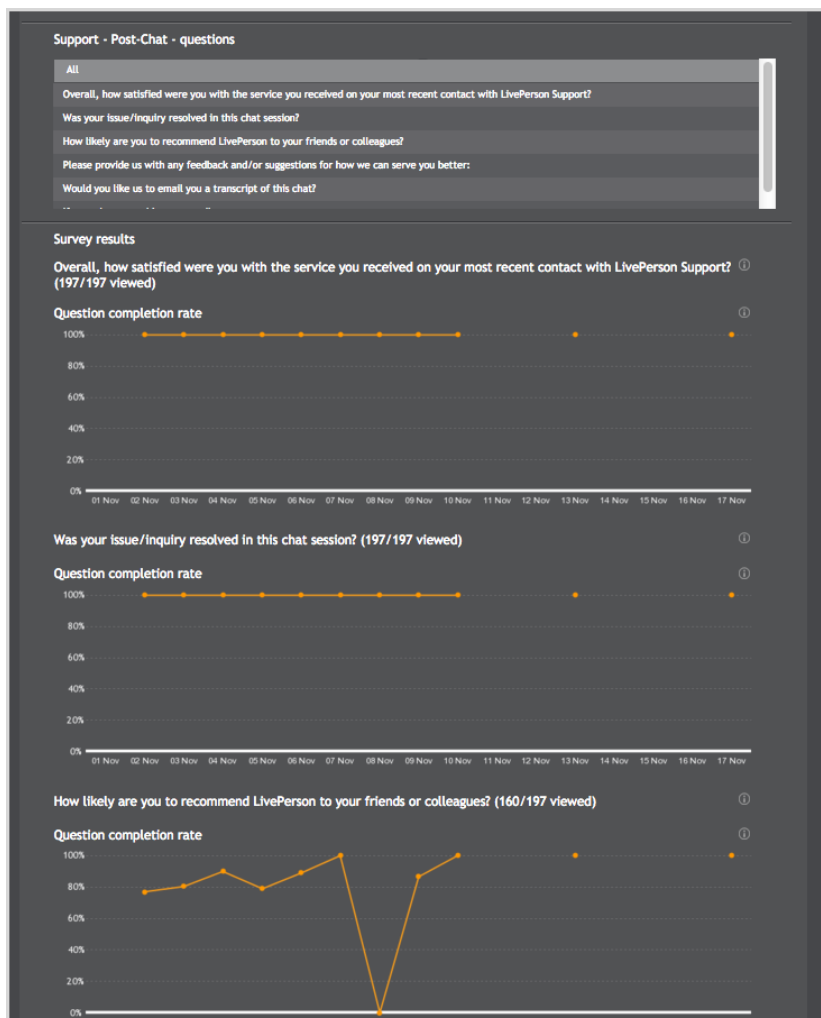 Support - Post-Chat - questions
All
Overall, how satisfied were you with the service you received on your most recent contact with LivePerson Support?
Was your issue/inquiry resolved in this chat session?
How likely are you to recommend LivePerson to your friends or colleagues?
Please provide us with any feedback and/or suggestions for how we can serve you better:
Would you like us to email you a transcript of this chat?
Survey results
Overall, how satisfied were you with the service you received on your most recent contact with LivePerson Support?
(197/197 viewed)
Question completion rate
100%
80%
60%
40%
20%
0%
01 Nov 02 Nov 03 Nov 04 Nov 05 Nov 06 Nov 07 Nov 08 Nov 09 Nov 10 Nov 11 Nov 12 Nov 13 Nov 14 Nov 15 Nov 16 Nov 17 Nov
Was your issue/inquiry resolved in this chat session? (197/197 viewed)
Question completion rate
100%
80%
60%
40%
20%
0%
01 Nov 02 Nov 03 Nov 04 Nov 05 Nov 06 Nov 07 Nov 08 Nov 09 Nov 10 Nov 11 Nov 12 Nov 13 Nov 14 Nov 15 Nov 16 Nov 17 Nov
How likely are you to recommend LivePerson to your friends or colleagues? (160/197 viewed)
Question completion rate
100%
80%
60%
40%
20%
0%